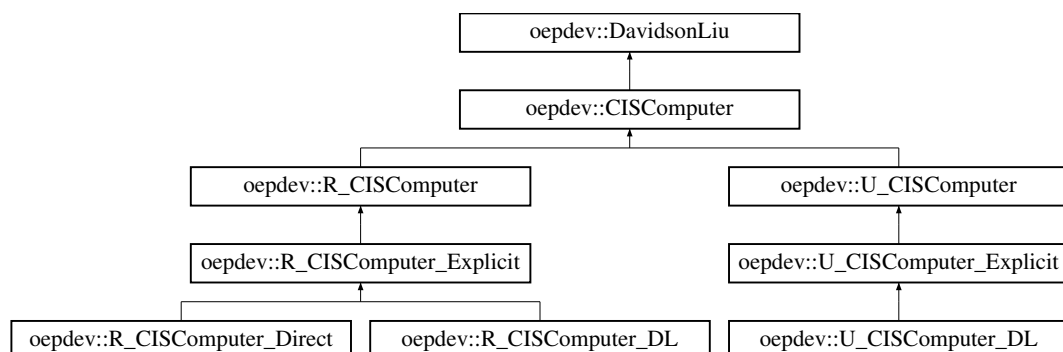 oepdev::DavidsonLiu
oepdev::CISComputer
oepdev::R_CISComputer
oepdev::U_CISComputer
oepdev::R_CISComputer_Explicit
oepdev::U_CISComputer_Explicit
oepdev::R_CISComputer_Direct
oepdev::R_CISComputer_DL
oepdev::U_CISComputer_DL